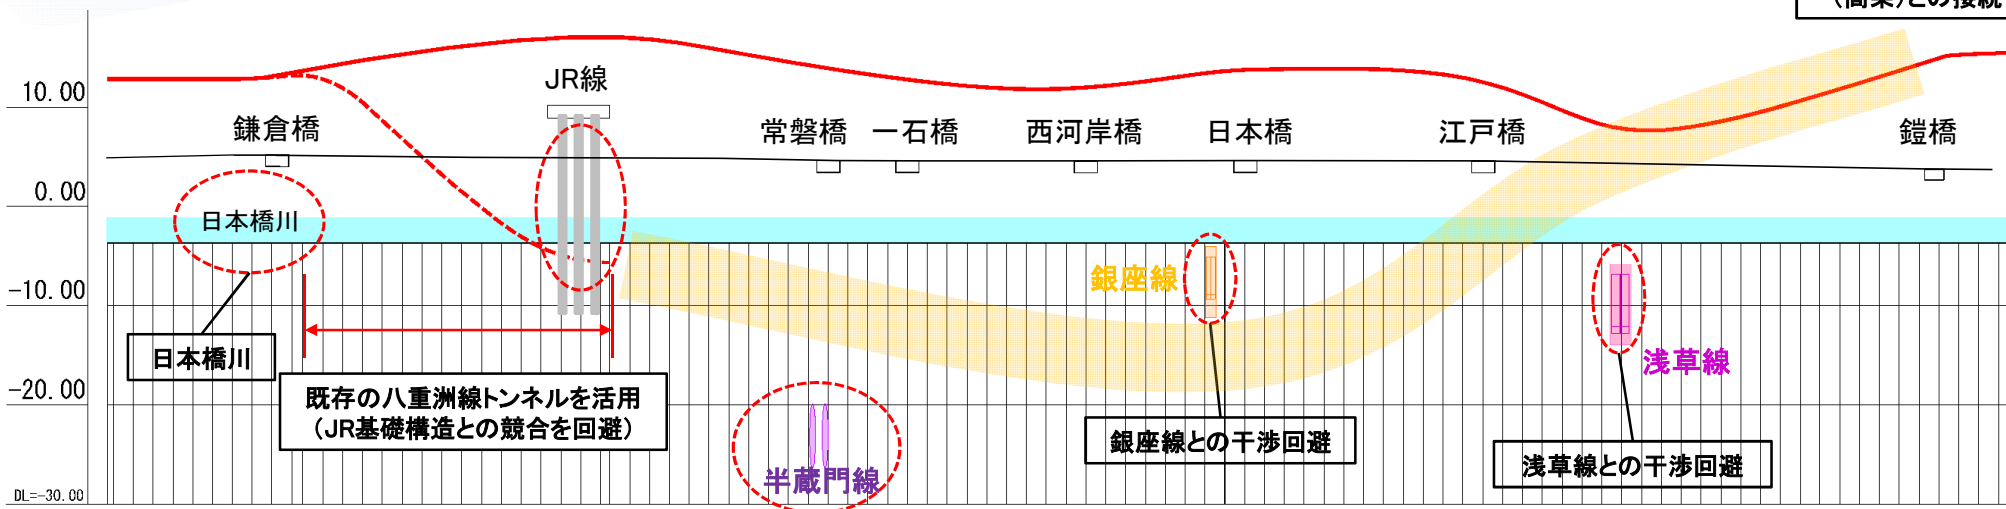 (高架)との接続
10.00
0.00
-10.00
-20.00
DL=-30.00
JR線
鎌倉橋
常磐橋
一石橋
西河岸橋
日本橋
江戸橋
鎧橋
日本橋川
日本橋川
既存の八重洲線トンネルを活用
(JR基礎構造との競合を回避)
半蔵門線
銀座線
銀座線との干渉回避
浅草線
浅草線との干渉回避